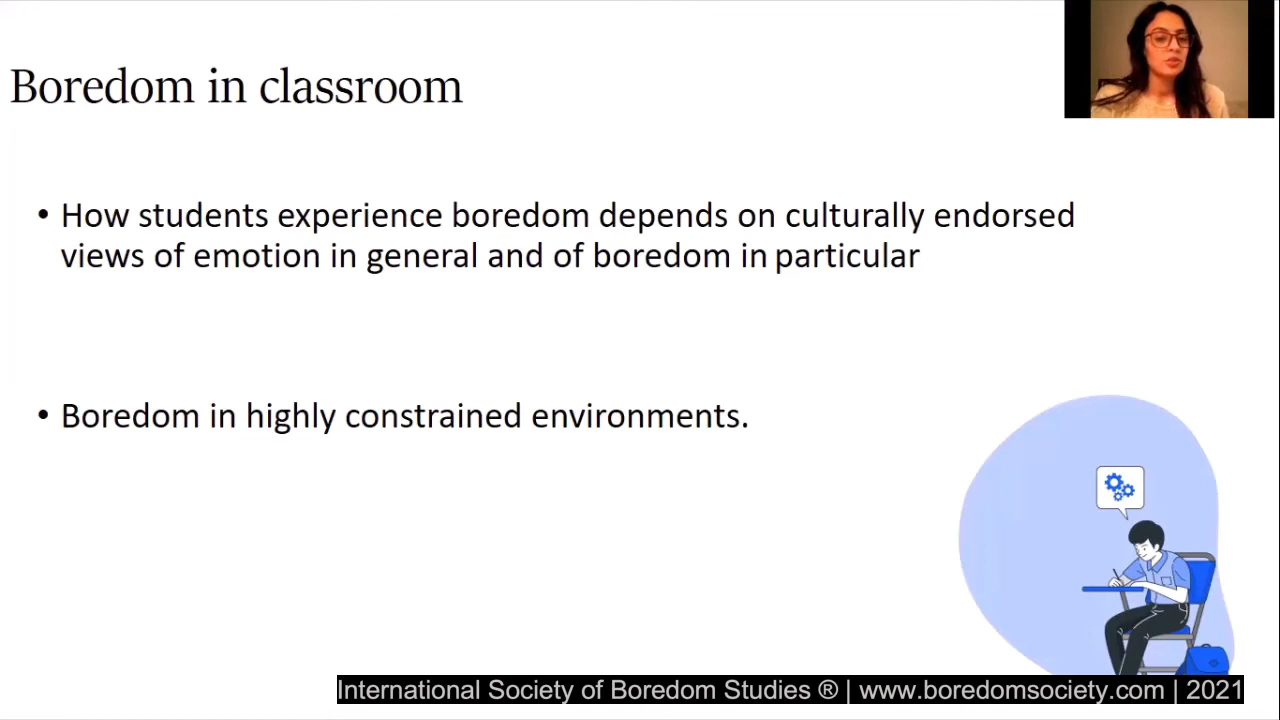 Boredom in classroom
• How students experience boredom depends on culturally endorsed
views of emotion in general and of boredom in particular
• Boredom in highly constrained environments.
International Society of Boredom Studies ® | www.boredomsociety.com | 2021